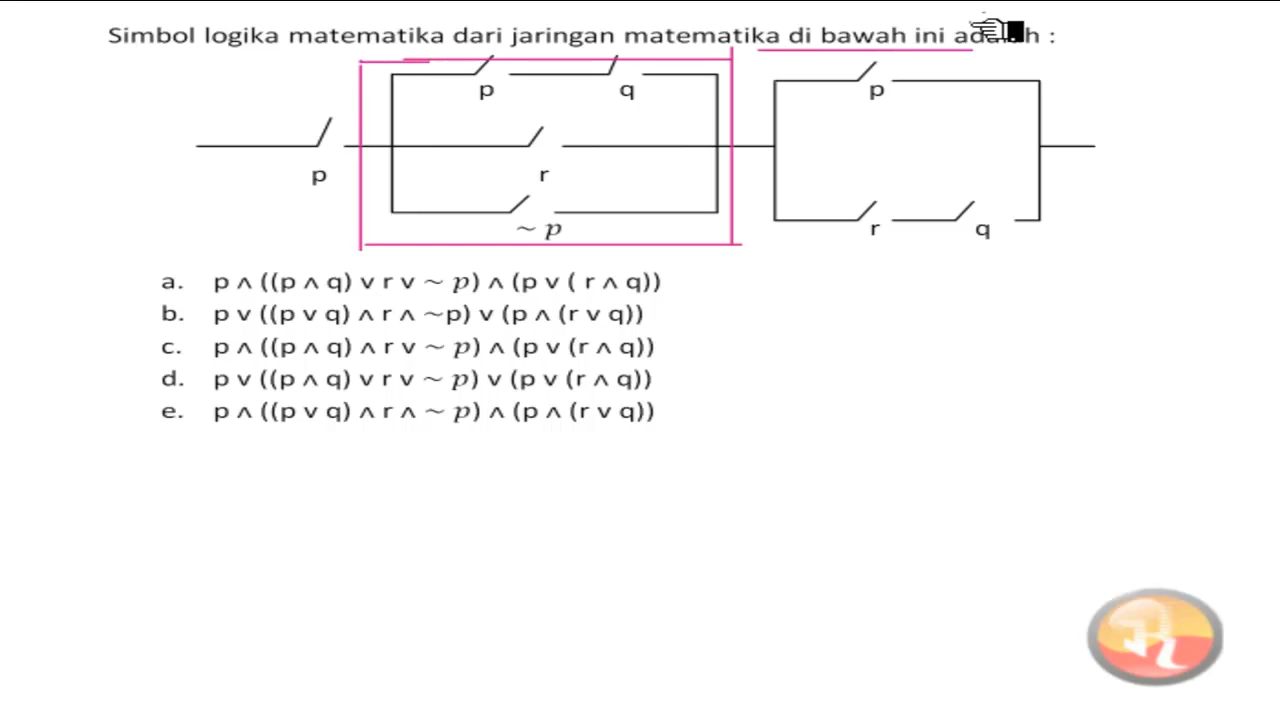 Simbol logika matematika dari jaringan matematika di bawah ini adalah :
p q p
p r
~ p r q
a. p ∧ ((p ∧ q) ∨ r ∨ ~ p) ∧ (p ∨ ( r ∧ q))
b. p ∨ ((p ∨ q) ∧ r ∧ ~p) ∨ (p ∧ (r ∨ q))
c. p ∧ ((p ∧ q) ∧ r ∨ ~ p) ∧ (p ∨ (r ∧ q))
d. p ∨ ((p ∧ q) ∨ r ∨ ~ p) ∨ (p ∨ (r ∧ q))
e. p ∧ ((p ∨ q) ∧ r ∧ ~ p) ∧ (p ∧ (r ∨ q))